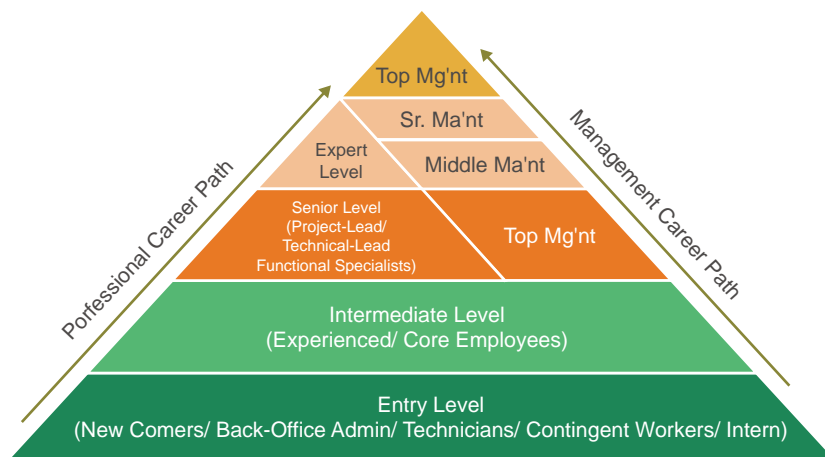 Top Mg'nt
Sr. Ma'nt
Expert
Level
Middle Ma'nt
Senior Level
(Project-Lead/
Technical-Lead
Functional Specialists)
Top Mg'nt
Intermediate Level
(Experienced/ Core Employees)
Entry Level
(New Comers/ Back-Office Admin/ Technicians/ Contingent Workers/ Intern)
Porfessional Career Path
Management Career Path